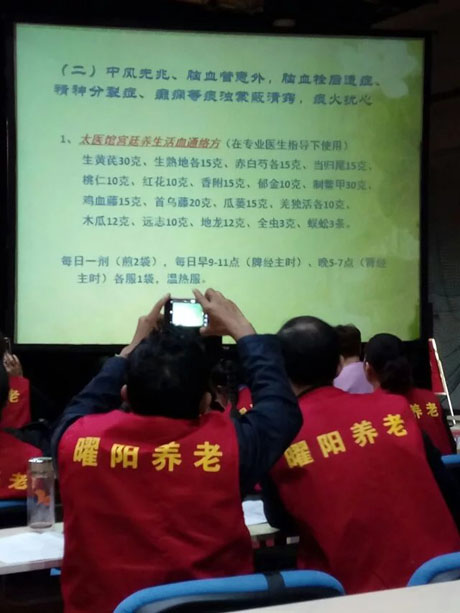 （二）中风先兆、脑血管意外，脑血栓后遗症、
精神分裂症、癫痫等痰浊蒙蔽清窍，痰火扰心
1、太医馆宫廷养生活血通络方（在专业医生指导下使用）
生黄芪30克、生熟地各15克、赤白芍各15克、当归尾15克、
桃仁10克、红花10克、香附15克、郁金10克、制鳖甲30克、
鸡血藤15克、首乌藤20克、瓜蒌15克、羌独活各10克、
木瓜12克、远志10克、地龙12克、全虫3克、蜈蚣3条。
每日一剂（煎2袋），每日早9-11点（脾经主时）、晚5-7点（肾经
主时）各服1袋，温热服。
曜阳养老
曜阳养老
养老
养老